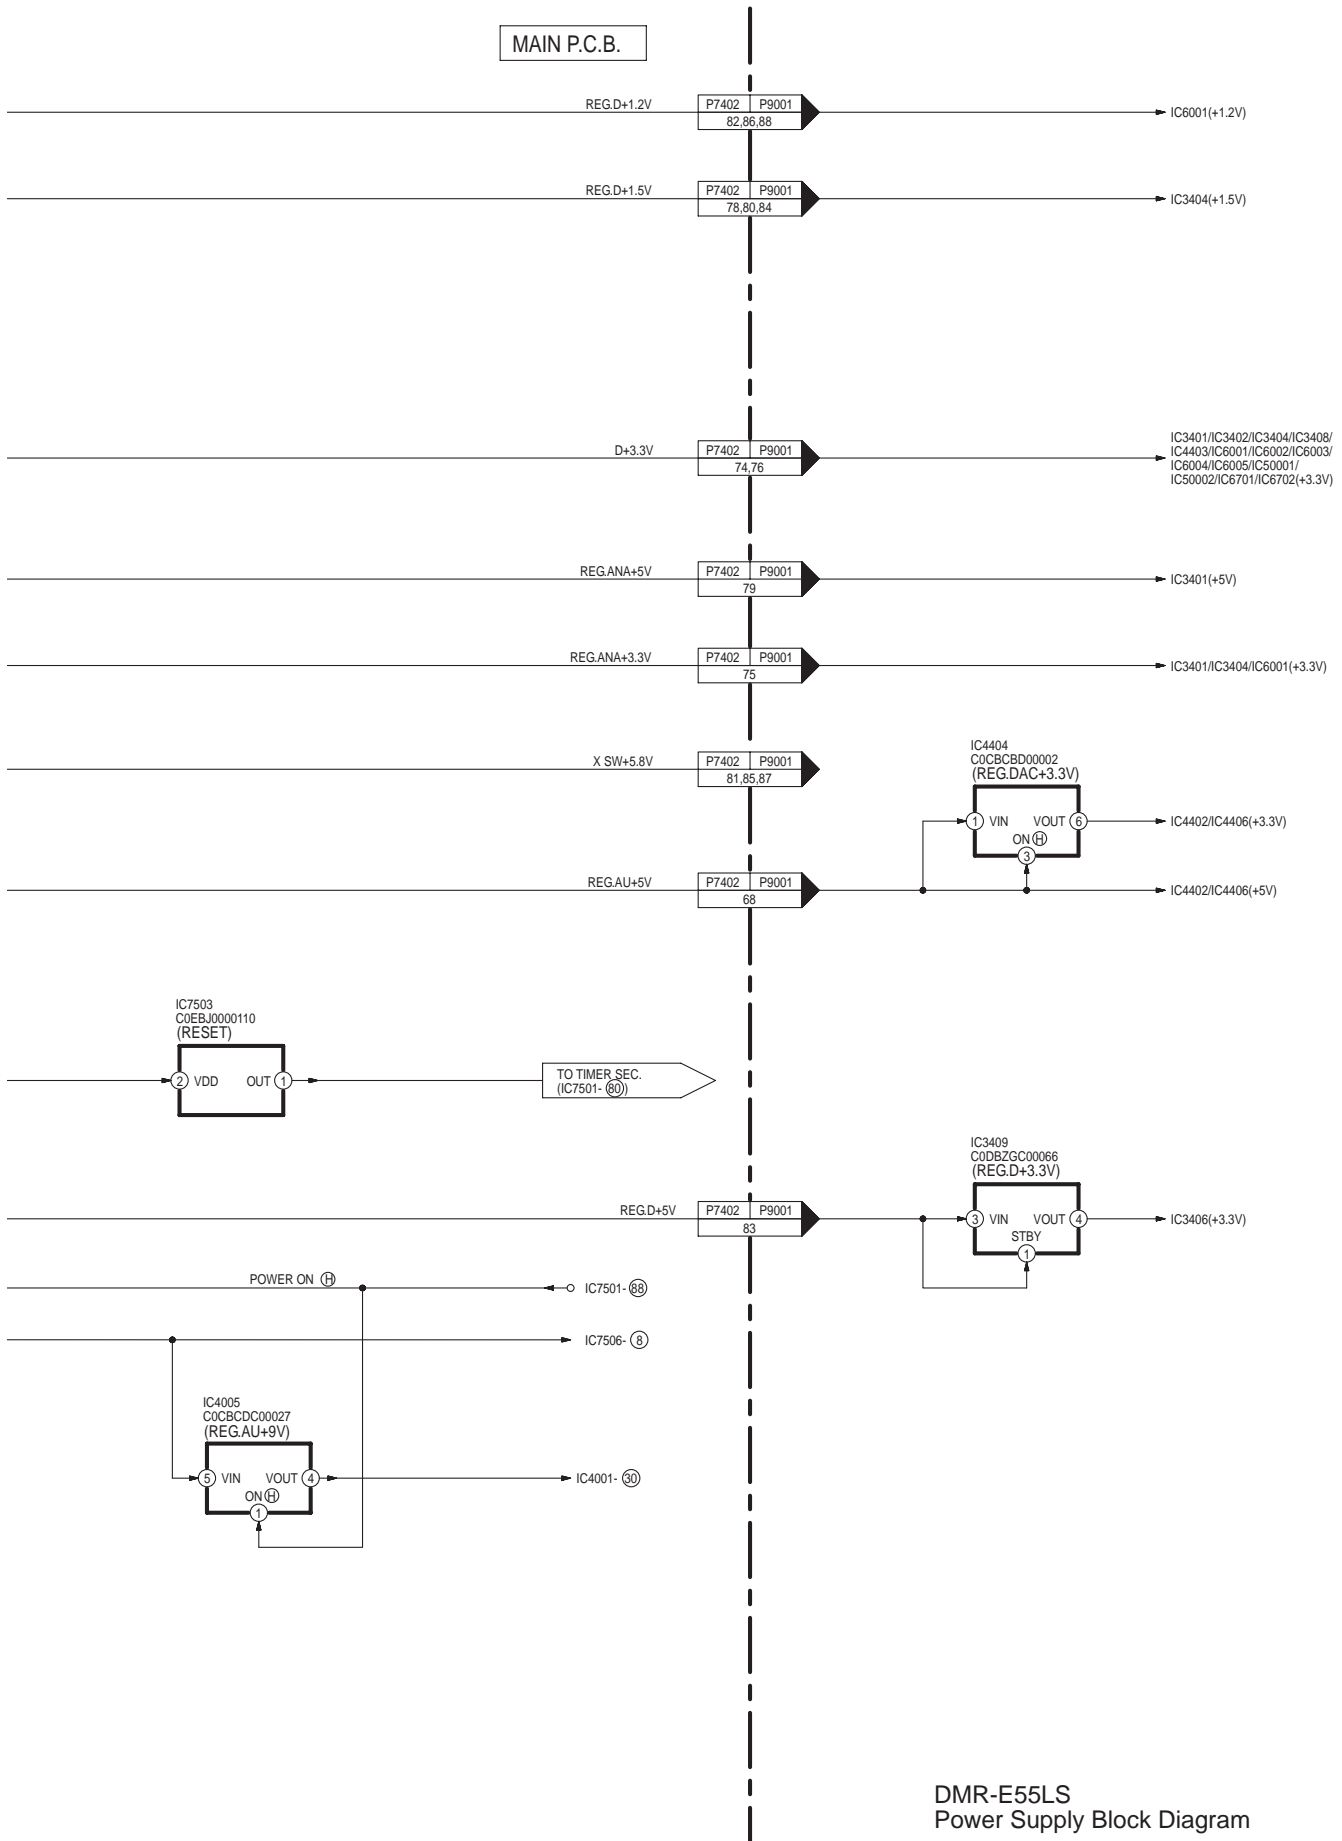 MAIN P.C.B.
REG.D+1.2V
P7402 P9001
82,86,88
IC6001(+1.2V)
REG.D+1.5V
P7402 P9001
78,80,84
IC3404(+1.5V)
D+3.3V
P7402 P9001
74,76
IC3401/IC3402/IC3404/IC3408/
IC4403/IC6001/IC6002/IC6003/
IC6004/IC6005/IC50001/
IC50002/IC6701/IC6702(+3.3V)
REG.ANA+5V
P7402 P9001
79
IC3401(+5V)
REG.ANA+3.3V
P7402 P9001
75
IC3401/IC3404/IC6001(+3.3V)
X SW+5.8V
P7402 P9001
81,85,87
IC4404
C0CBCBD00002
(REG.DAC+3.3V)
1 VIN VOUT 6
ON H
3
IC4402/IC4406(+3.3V)
REG.AU+5V
P7402 P9001
68
IC4402/IC4406(+5V)
IC7503
C0EBJ0000110
(RESET)
2 VDD OUT 1
TO TIMER SEC.
(IC7501- 80)
IC3409
C0DBZGC00066
(REG.D+3.3V)
3 VIN VOUT 4
STBY
1
IC3406(+3.3V)
REG.D+5V
P7402 P9001
83
POWER ON H
IC7501- 88
IC7506- 8
IC4005
C0CBCDC00027
(REG.AU+9V)
5 VIN VOUT 4
ON H
1
IC4001- 30
DMR-E55LS
Power Supply Block Diagram